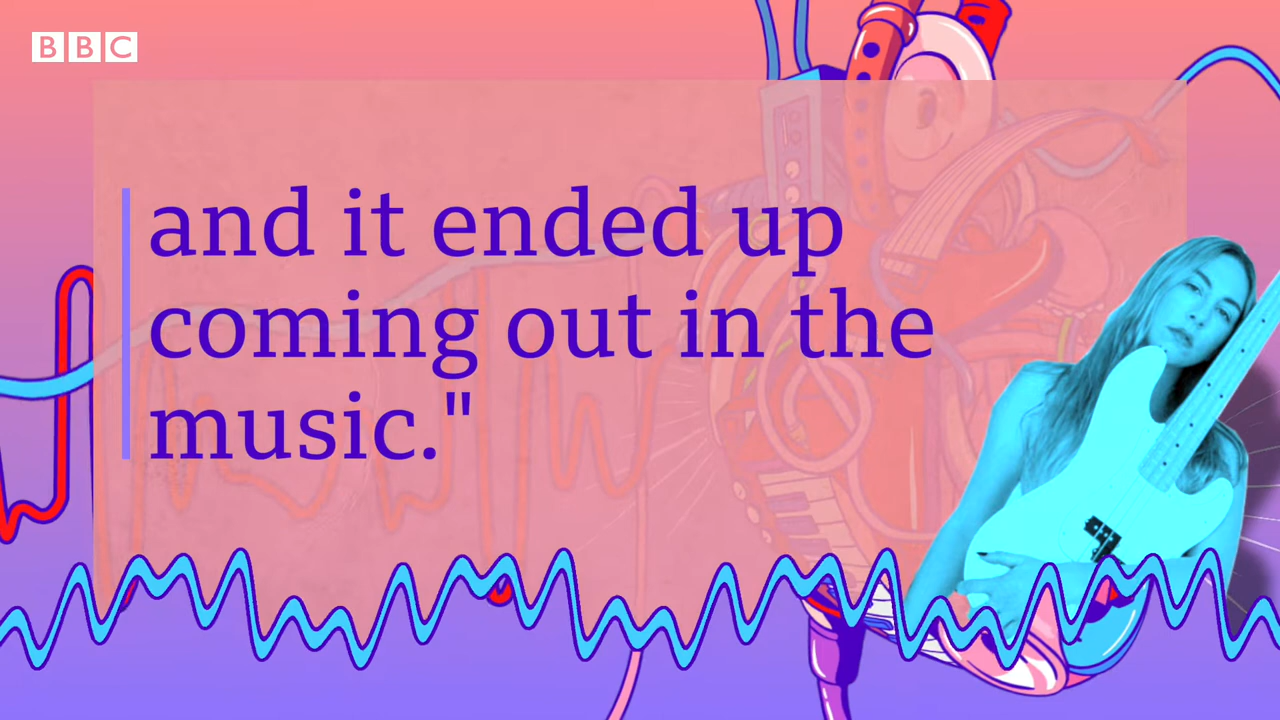 BBC
and it ended up
coming out in the
music."